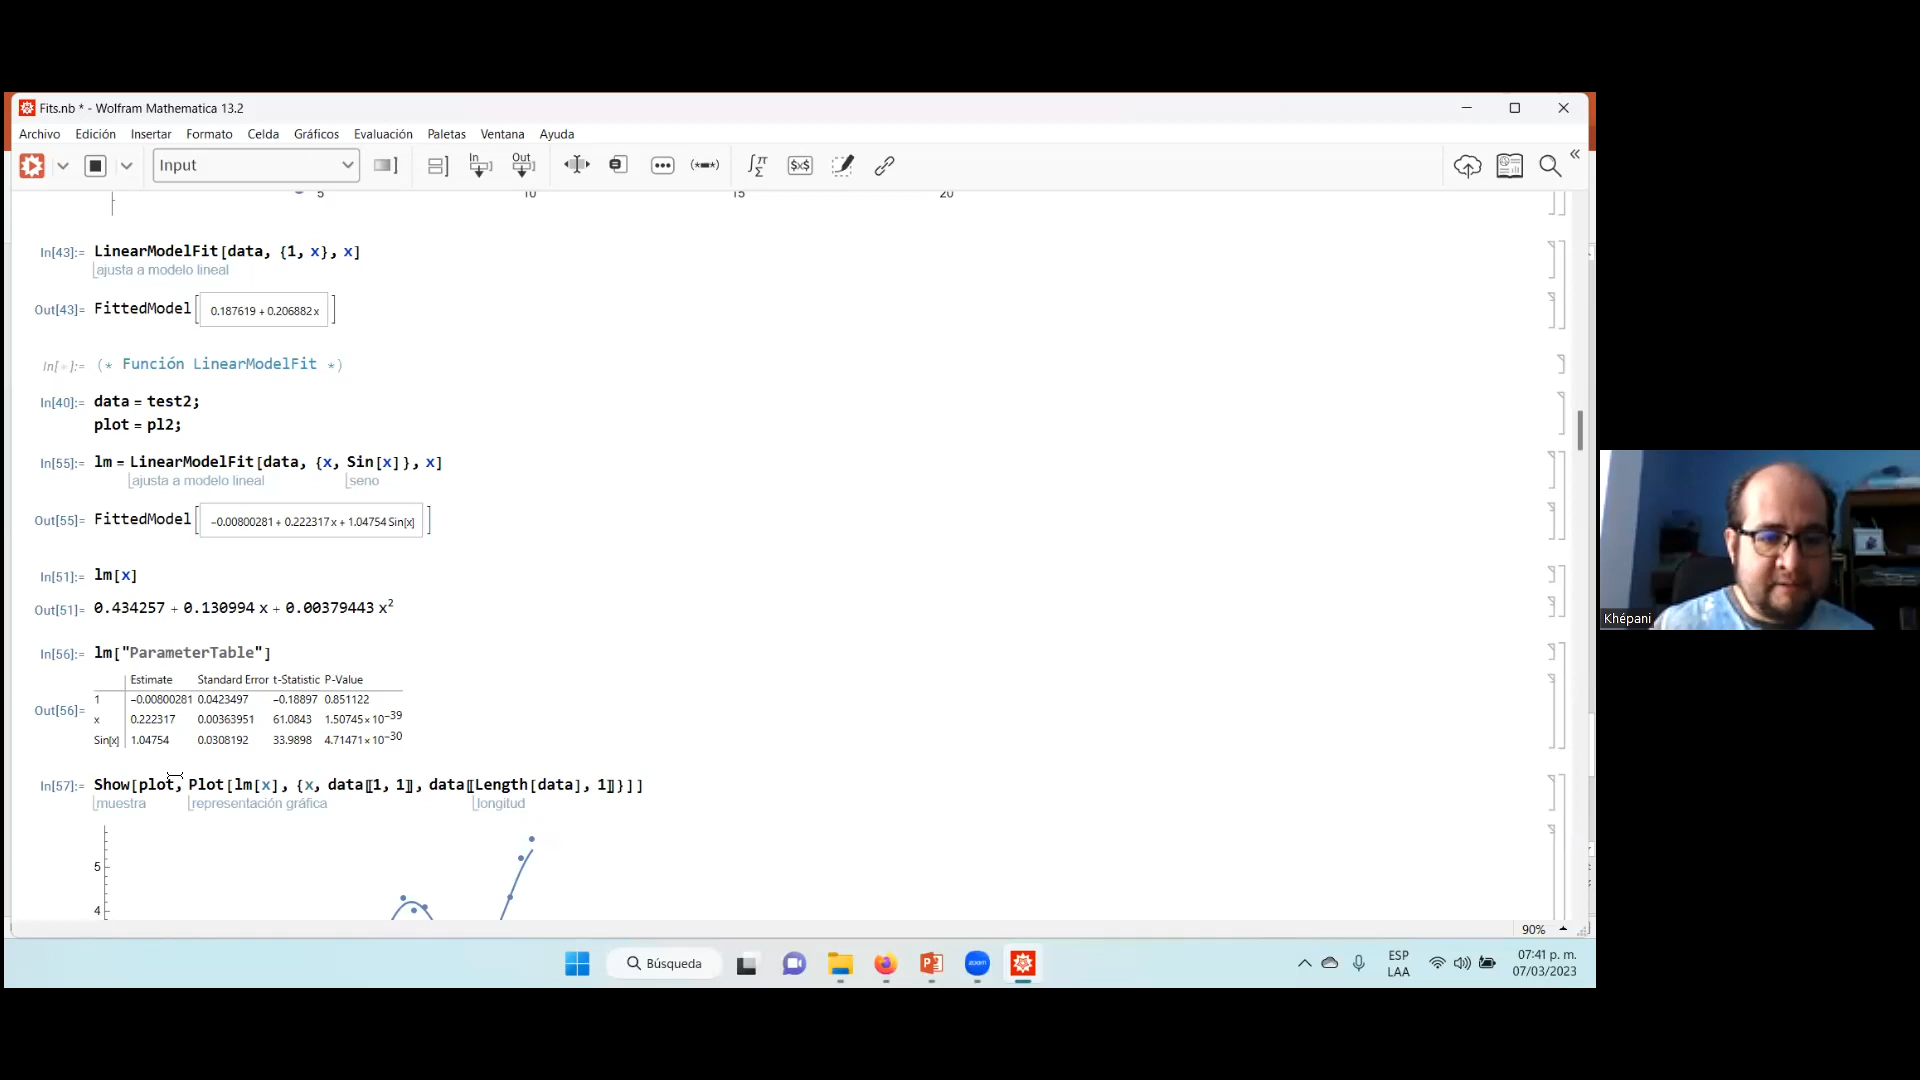 Fits.nb * - Wolfram Mathematica 13.2
Archivo Edición Insertar Formato Celda Gráficos Evaluación Paletas Ventana Ayuda
Input In Out
5 10 15 20
In[43]:= LinearModelFit[data, {1, x}, x]
ajusta a modelo lineal
Out[43]= FittedModel[ 0.187619 + 0.206882 x ]
In[ ]:= (* Función LinearModelFit *)
In[40]:= data = test2;
plot = pl2;
In[55]:= lm = LinearModelFit[data, {x, Sin[x]}, x]
ajusta a modelo lineal seno
Out[55]= FittedModel[ -0.00800281 + 0.222317 x + 1.04754 Sin[x] ]
In[51]:= lm[x]
Out[51]= 0.434257 + 0.130994 x + 0.00379443 x²
In[56]:= lm["ParameterTable"]
Estimate Standard Error t-Statistic P-Value
1 -0.00800281 0.0423497 -0.18897 0.851122
Out[56]= x 0.222317 0.00363951 61.0843 1.50745×10⁻³⁹
Sin[x] 1.04754 0.0308192 33.9898 4.71471×10⁻³⁰
In[57]:= Show[plot, Plot[lm[x], {x, data〚1, 1〛, data〚Length[data], 1〛}]]
muestra representación gráfica longitud
5
4
90%
Khépani
Búsqueda
zoom
ESP
LAA
07:41 p. m.
07/03/2023